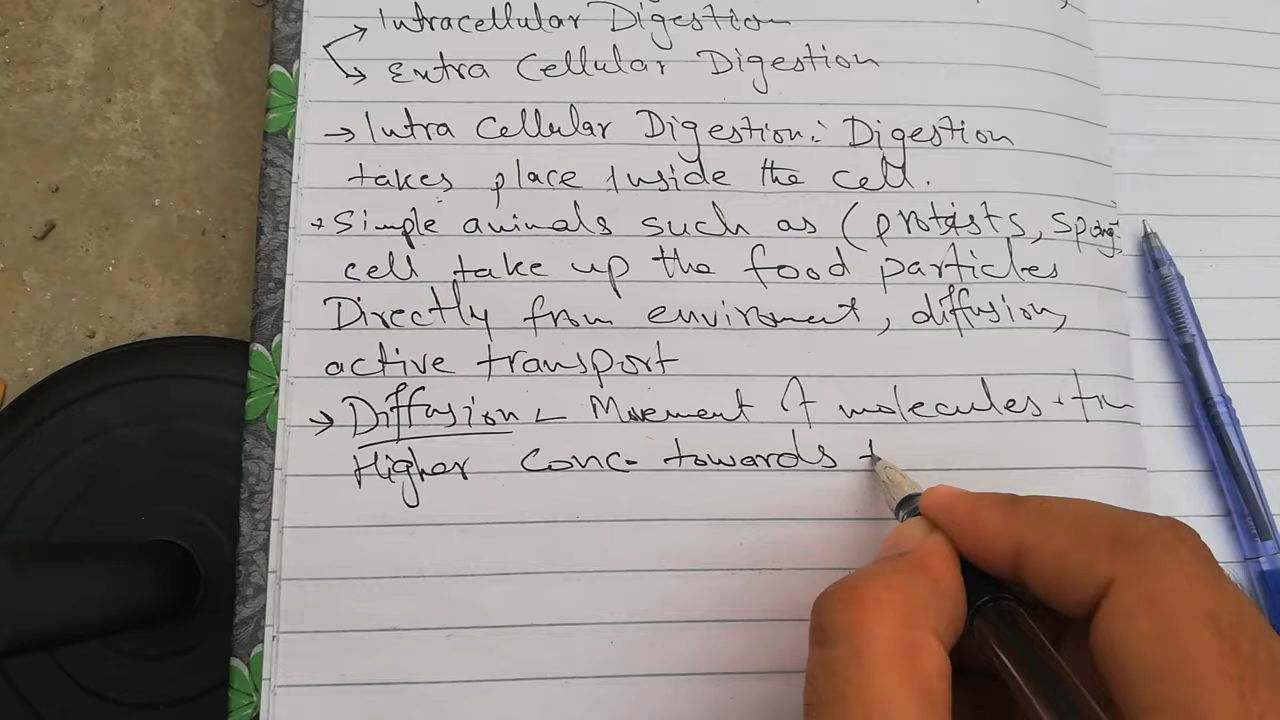 Intracellular Digestion
Extra Cellular Digestion
→ Intra Cellular Digestion: Digestion
takes place Inside the cell.
→ Simple animals such as (protists, spong
cell take up the food particles
Directly from enviroment, diffusion,
active transport
→ Diffusion - Movement of molecules from
Higher conc. towards t